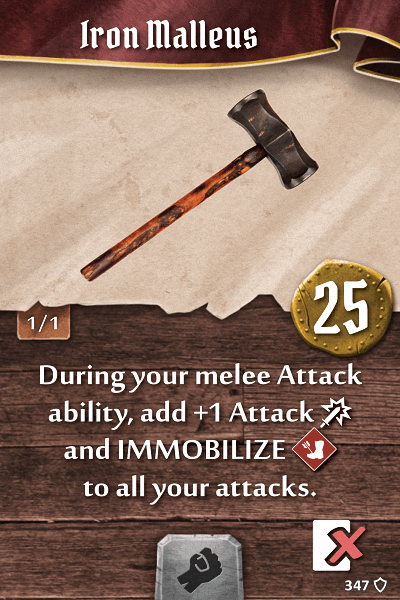 Iron Malleus
1/1
25
During your melee Attack
ability, add +1 Attack
and IMMOBILIZE
to all your attacks.
347